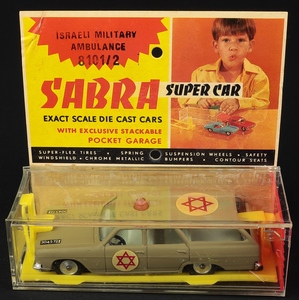 ISRAELI MILITARY
AMBULANCE
8101/2
SABRA SUPER CAR
EXACT SCALE DIE CAST CARS
WITH EXCLUSIVE STACKABLE
POCKET GARAGE
SUPER-FLEX TIRES • SPRING SUSPENSION WHEELS • SAFETY
WINDSHIELD • CHROME METALLIC BUMPERS • CONTOUR SEATS